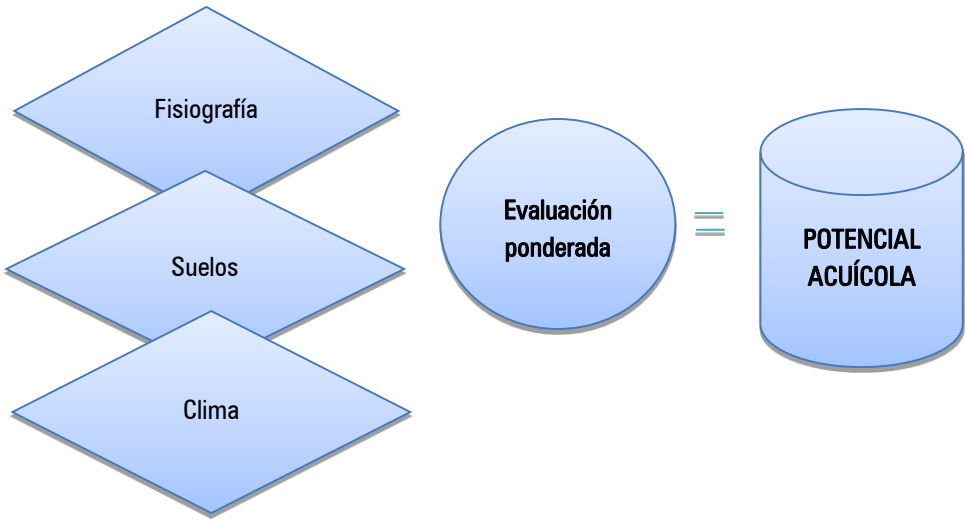 Fisiografía
Suelos
Clima
Evaluación
ponderada
=
POTENCIAL
ACUÍCOLA